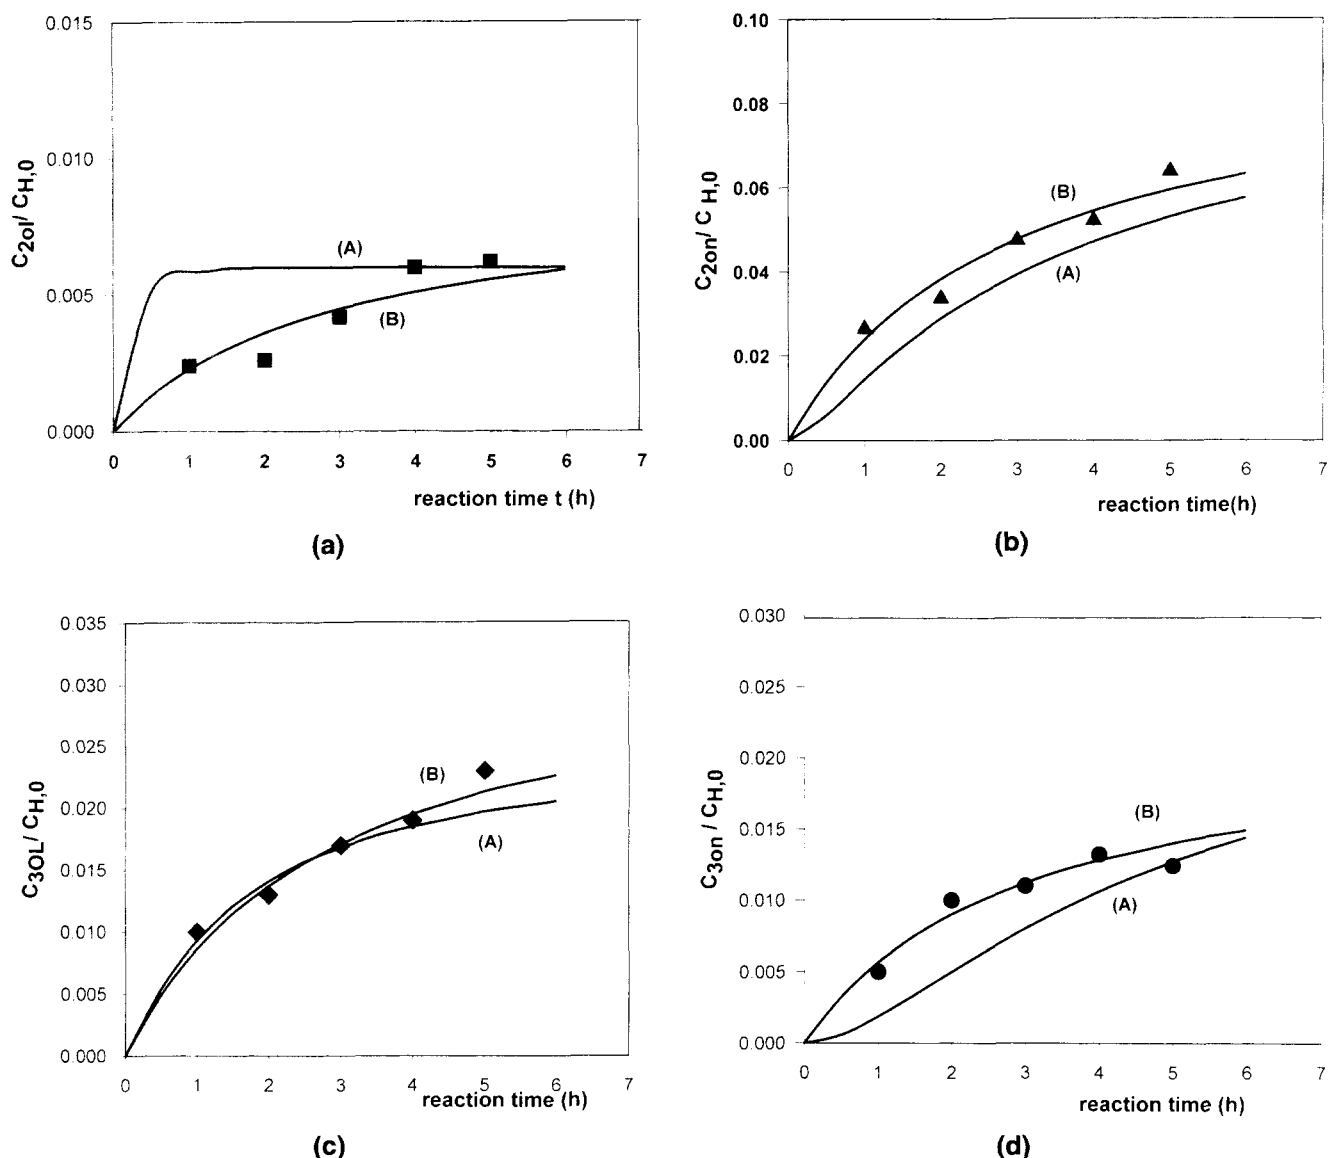 0.015
0.010
0.005
0.000
C2ol/ CH,0
(A)
(B)
0 1 2 3 4 5 6 7
reaction time t (h)
(a)
0.10
0.08
0.06
0.04
0.02
0.00
C2on/ C H,0
(B)
(A)
0 1 2 3 4 5 6 7
reaction time(h)
(b)
0.035
0.030
0.025
0.020
0.015
0.010
0.005
0.000
C3OL/ CH,0
(B)
(A)
0 1 2 3 4 5 6 7
reaction time (h)
(c)
0.030
0.025
0.020
0.015
0.010
0.005
0.000
C3on / CH,0
(B)
(A)
0 1 2 3 4 5 6 7
reaction time (h)
(d)